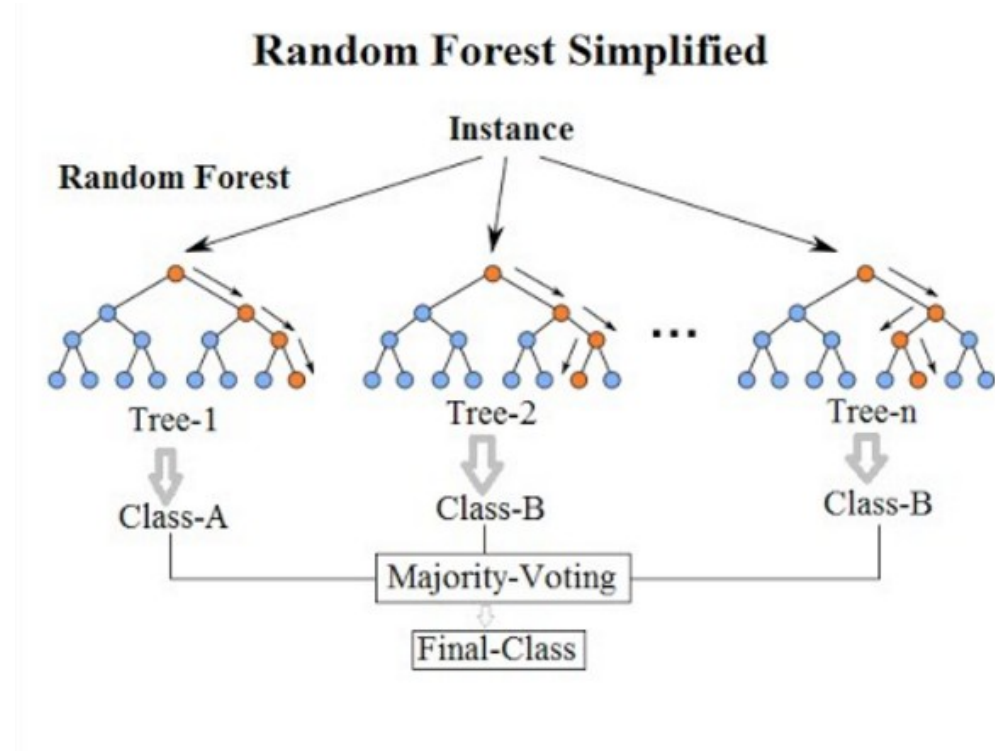 Random Forest Simplified
Instance
Random Forest
...
Tree-1
Tree-2
Tree-n
Class-A
Class-B
Class-B
Majority-Voting
Final-Class